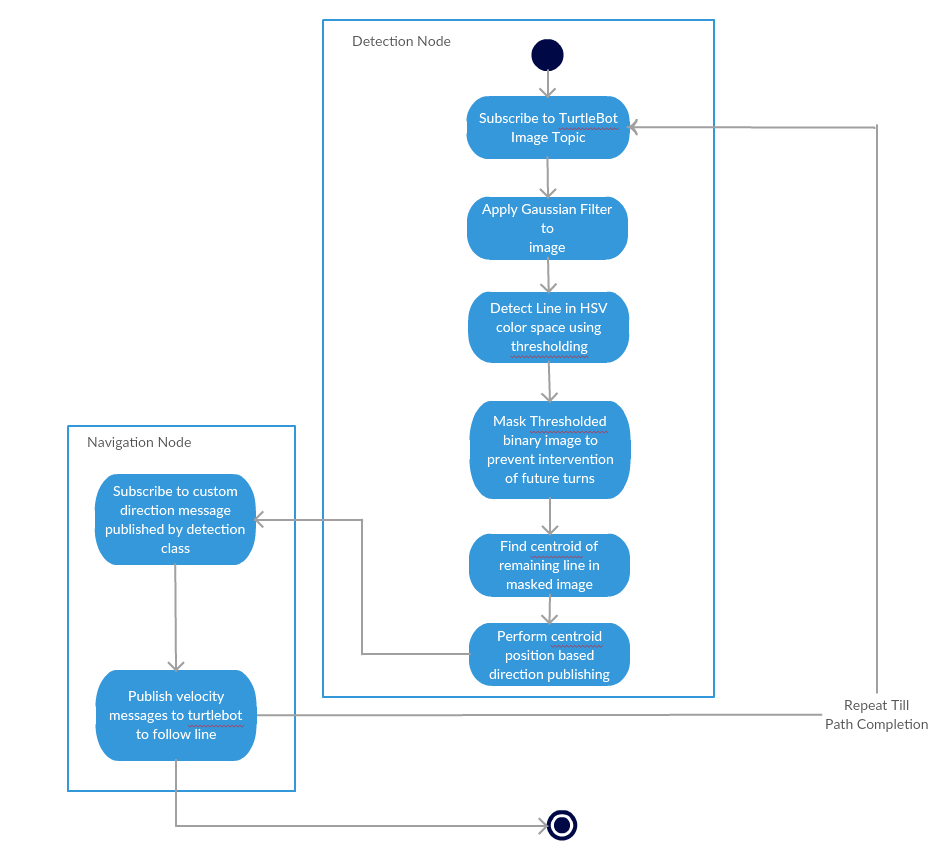 Detection Node
Subscribe to TurtleBot
Image Topic
Apply Gaussian Filter
to
image
Detect Line in HSV
color space using
thresholding
Mask Thresholded
binary image to
prevent intervention
of future turns
Find centroid of
remaining line in
masked image
Perform centroid
position based
direction publishing
Navigation Node
Subscribe to custom
direction message
published by detection
class
Publish velocity
messages to turtlebot
to follow line
Repeat Till
Path Completion